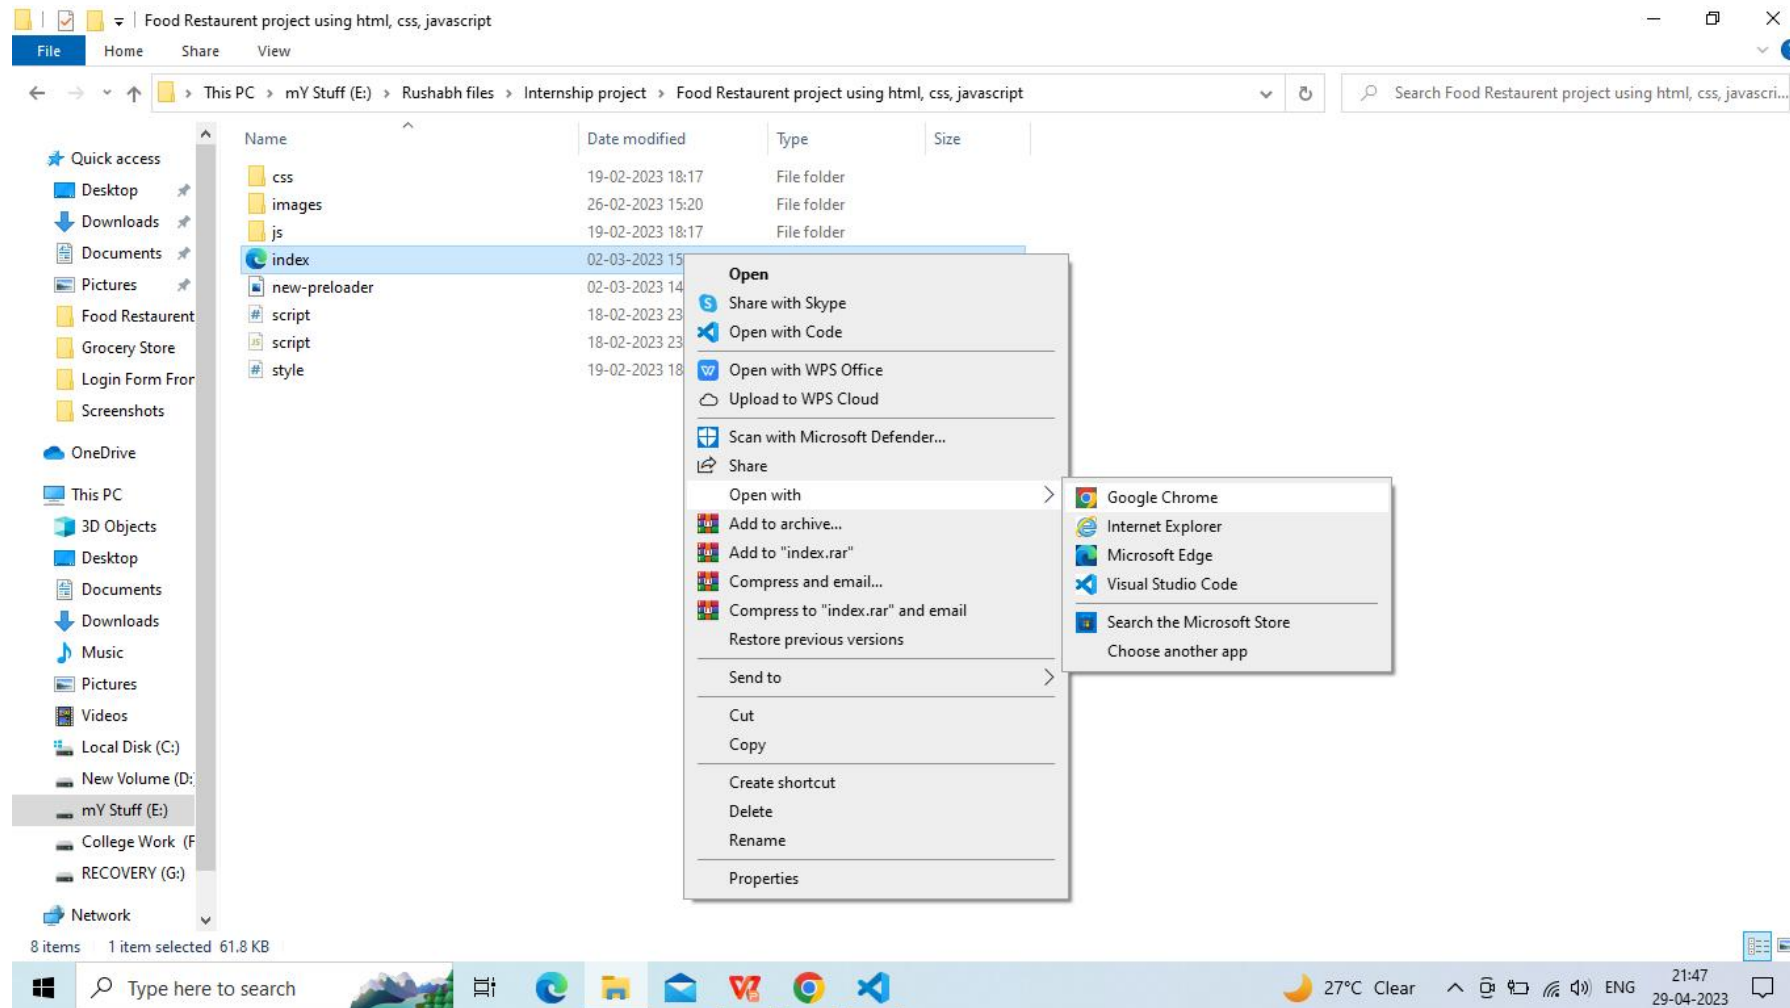 Food Restaurent project using html, css, javascript
File Home Share View
This PC > mY Stuff (E:) > Rushabh files > Internship project > Food Restaurent project using html, css, javascript
Search Food Restaurent project using html, css, javascri...
Quick access
Desktop
Downloads
Documents
Pictures
Food Restaurent
Grocery Store
Login Form Fror
Screenshots
OneDrive
This PC
3D Objects
Desktop
Documents
Downloads
Music
Pictures
Videos
Local Disk (C:)
New Volume (D:
mY Stuff (E:)
College Work (F
RECOVERY (G:)
Network
Name Date modified Type Size
css 19-02-2023 18:17 File folder
images 26-02-2023 15:20 File folder
js 19-02-2023 18:17 File folder
index 02-03-2023 15
new-preloader 02-03-2023 14
script 18-02-2023 23
script 18-02-2023 23
style 19-02-2023 18
Open
Share with Skype
Open with Code
Open with WPS Office
Upload to WPS Cloud
Scan with Microsoft Defender...
Share
Open with
Add to archive...
Add to "index.rar"
Compress and email...
Compress to "index.rar" and email
Restore previous versions
Send to
Cut
Copy
Create shortcut
Delete
Rename
Properties
Google Chrome
Internet Explorer
Microsoft Edge
Visual Studio Code
Search the Microsoft Store
Choose another app
8 items 1 item selected 61.8 KB
Type here to search
27°C Clear
ENG
21:47
29-04-2023